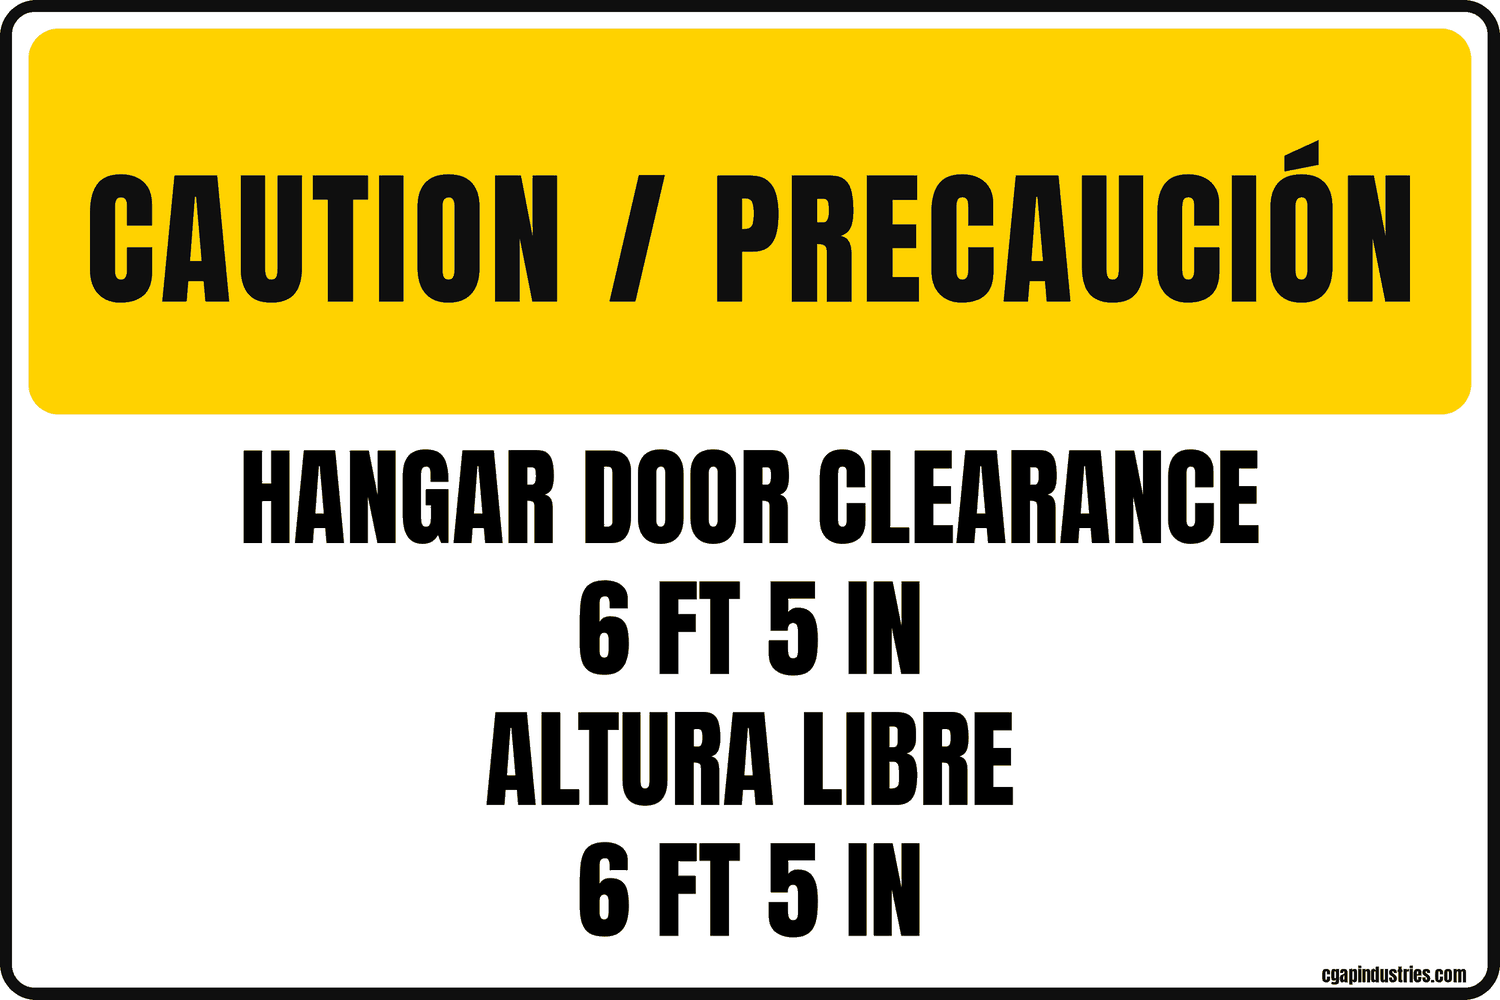 CAUTION / PRECAUCIÓN
HANGAR DOOR CLEARANCE
6 FT 5 IN
ALTURA LIBRE
6 FT 5 IN
cgapindustries.com